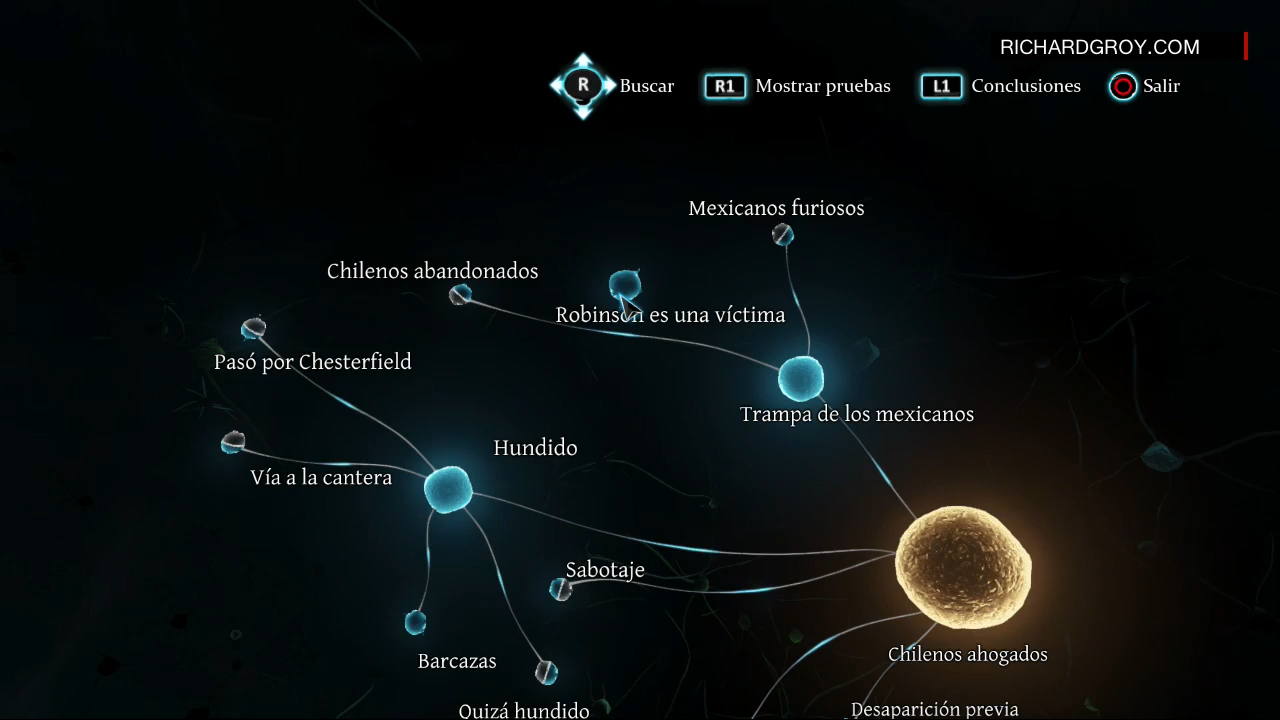 RICHARDGROY.COM
R Buscar R1 Mostrar pruebas L1 Conclusiones Salir
Mexicanos furiosos
Chilenos abandonados
Robinson es una víctima
Pasó por Chesterfield
Trampa de los mexicanos
Hundido
Vía a la cantera
Sabotaje
Chilenos ahogados
Barcazas
Desaparición previa
Quizá hundido